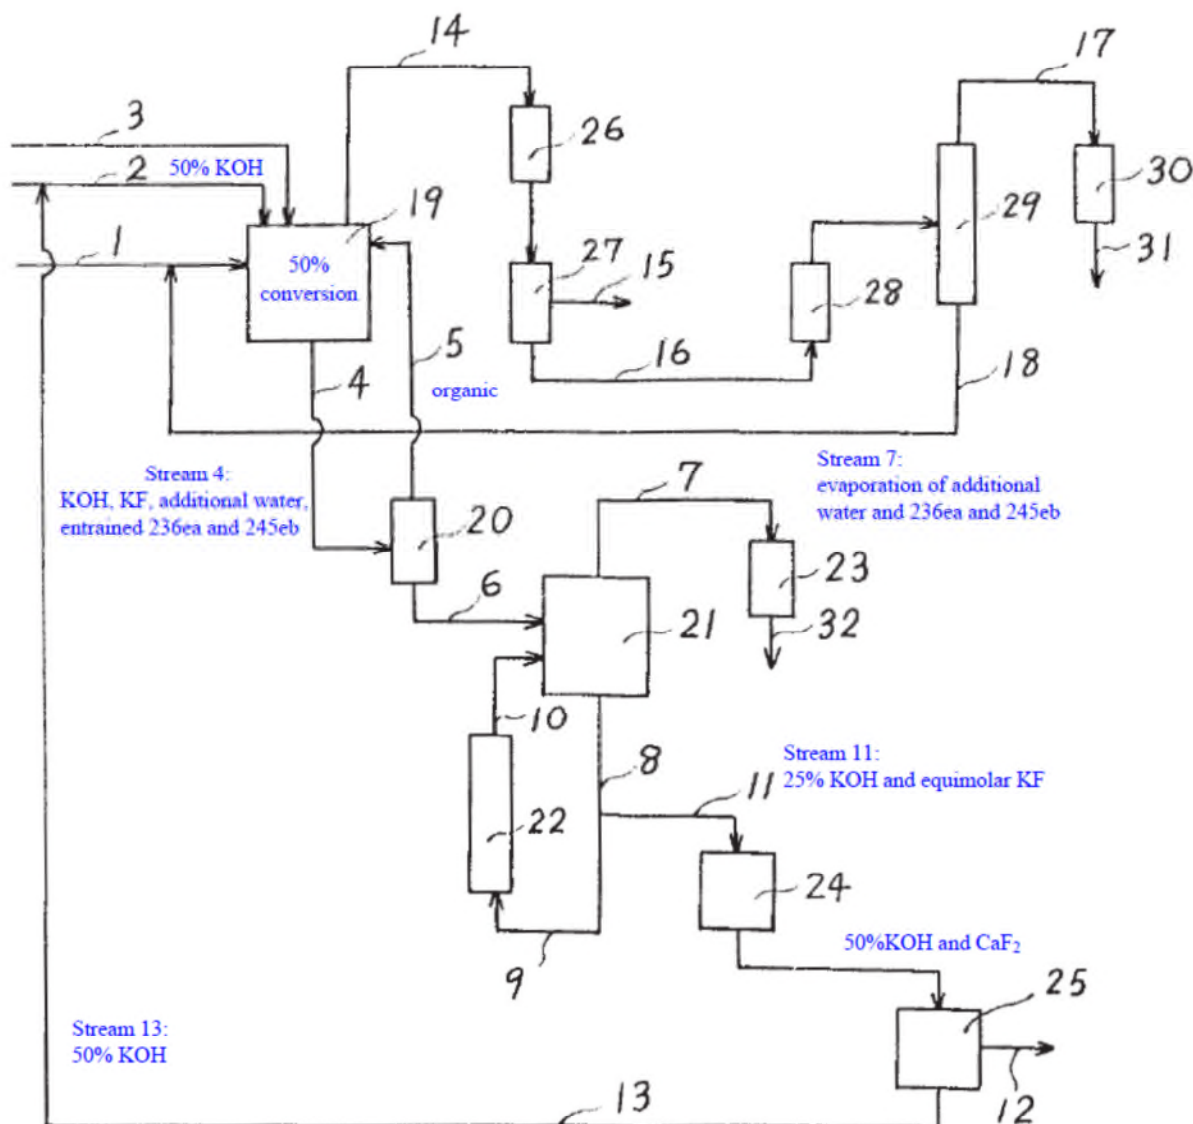 14
17
3
26
30
2 50% KOH
19
29
1
27
15
31
50%
conversion
28
5
4
16
18
organic
Stream 4:
KOH, KF, additional water,
entrained 236ea and 245eb
Stream 7:
evaporation of additional
water and 236ea and 245eb
7
20
23
6
21
32
10
8
Stream 11:
25% KOH and equimolar KF
11
22
24
9
50%KOH and CaF₂
25
Stream 13:
50% KOH
13
12